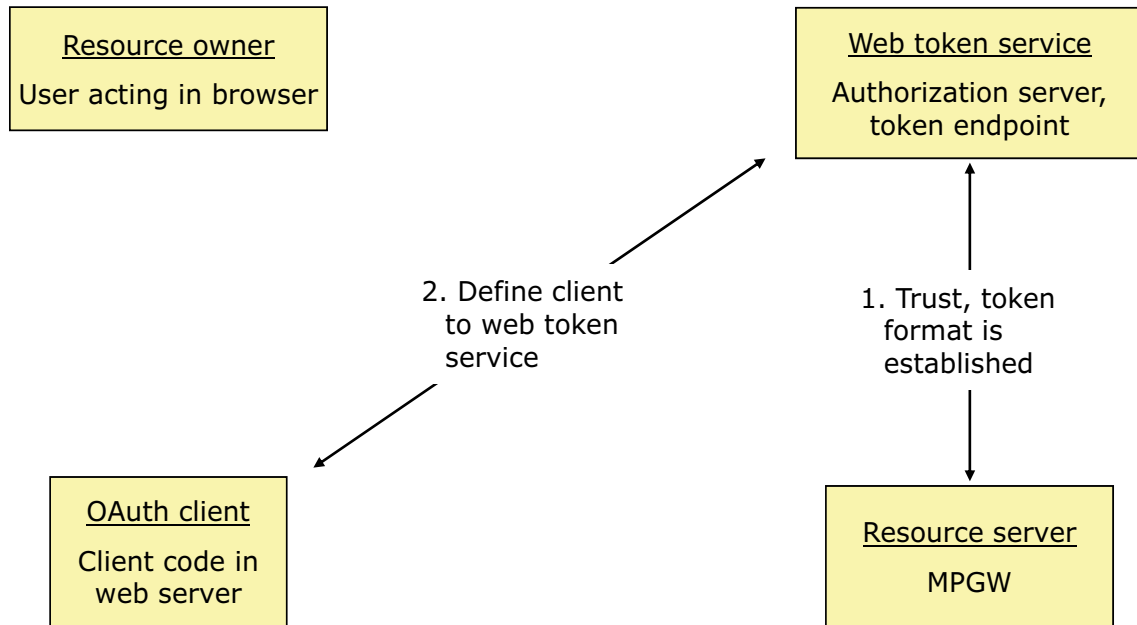 Resource owner
User acting in browser
Web token service
Authorization server,
token endpoint
2. Define client
to web token
service
1. Trust, token
format is
established
OAuth client
Client code in
web server
Resource server
MPGW